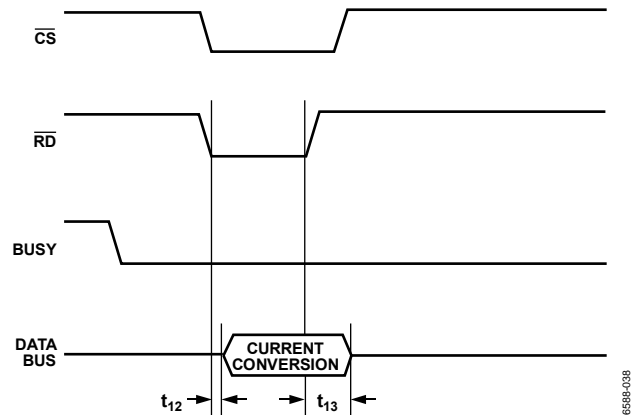 CS
RD
BUSY
DATA
BUS
CURRENT
CONVERSION
t12
t13
6588-038